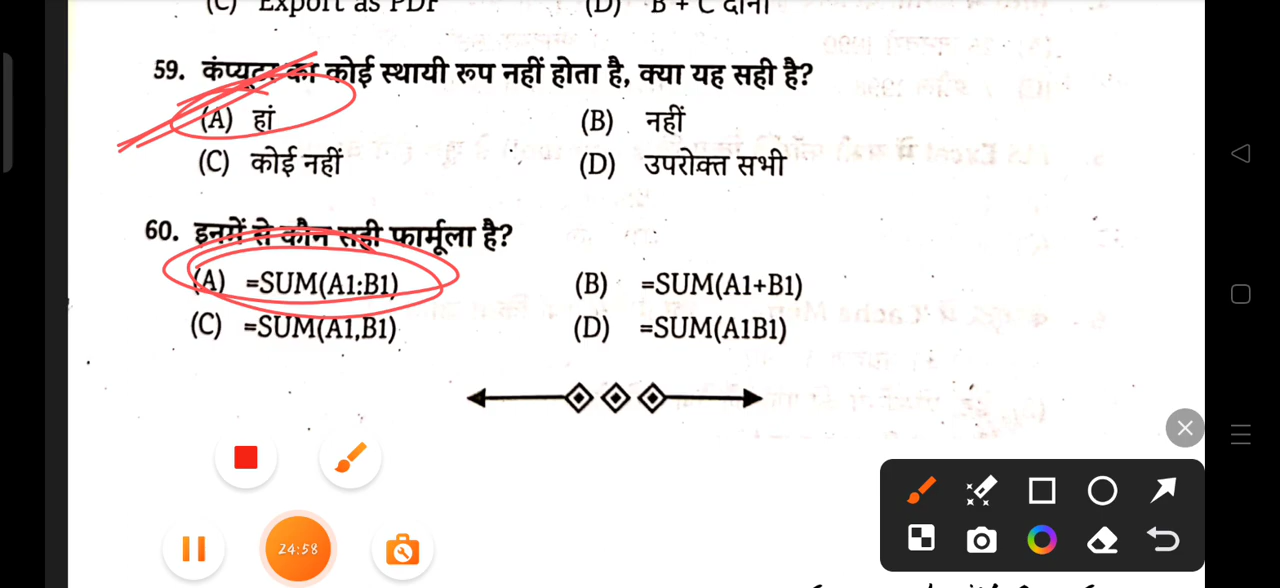 (C) Export as PDF (D) B + C दोनों
59. कंप्यूटर का कोई स्थायी रूप नहीं होता है, क्या यह सही है?
(A) हां (B) नहीं
(C) कोई नहीं (D) उपरोक्त सभी
60. इनमें से कौन सही फार्मूला है?
(A) =SUM(A1:B1) (B) =SUM(A1+B1)
(C) =SUM(A1,B1) (D) =SUM(A1B1)
24:58